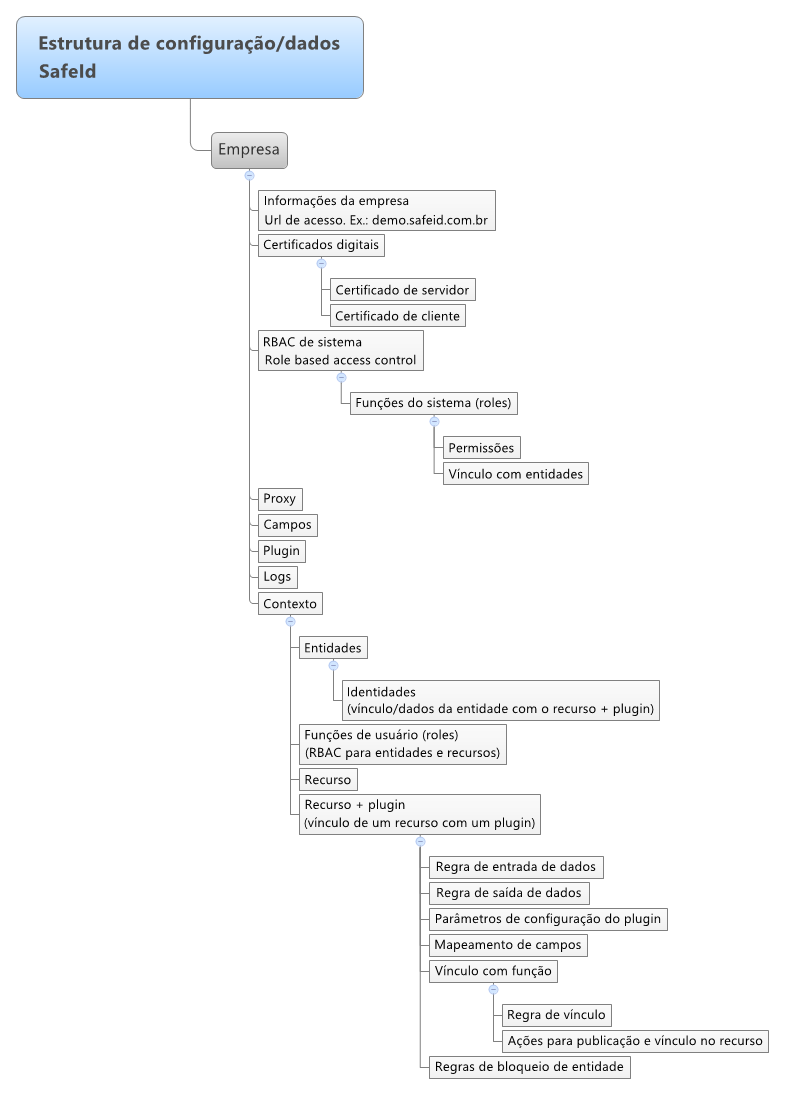 Estrutura de configuração/dados
SafeId
Empresa
Informações da empresa
Url de acesso. Ex.: demo.safeid.com.br
Certificados digitais
Certificado de servidor
Certificado de cliente
RBAC de sistema
Role based access control
Funções do sistema (roles)
Permissões
Vínculo com entidades
Proxy
Campos
Plugin
Logs
Contexto
Entidades
Identidades
(vínculo/dados da entidade com o recurso + plugin)
Funções de usuário (roles)
(RBAC para entidades e recursos)
Recurso
Recurso + plugin
(vínculo de um recurso com um plugin)
Regra de entrada de dados
Regra de saída de dados
Parâmetros de configuração do plugin
Mapeamento de campos
Vínculo com função
Regra de vínculo
Ações para publicação e vínculo no recurso
Regras de bloqueio de entidade